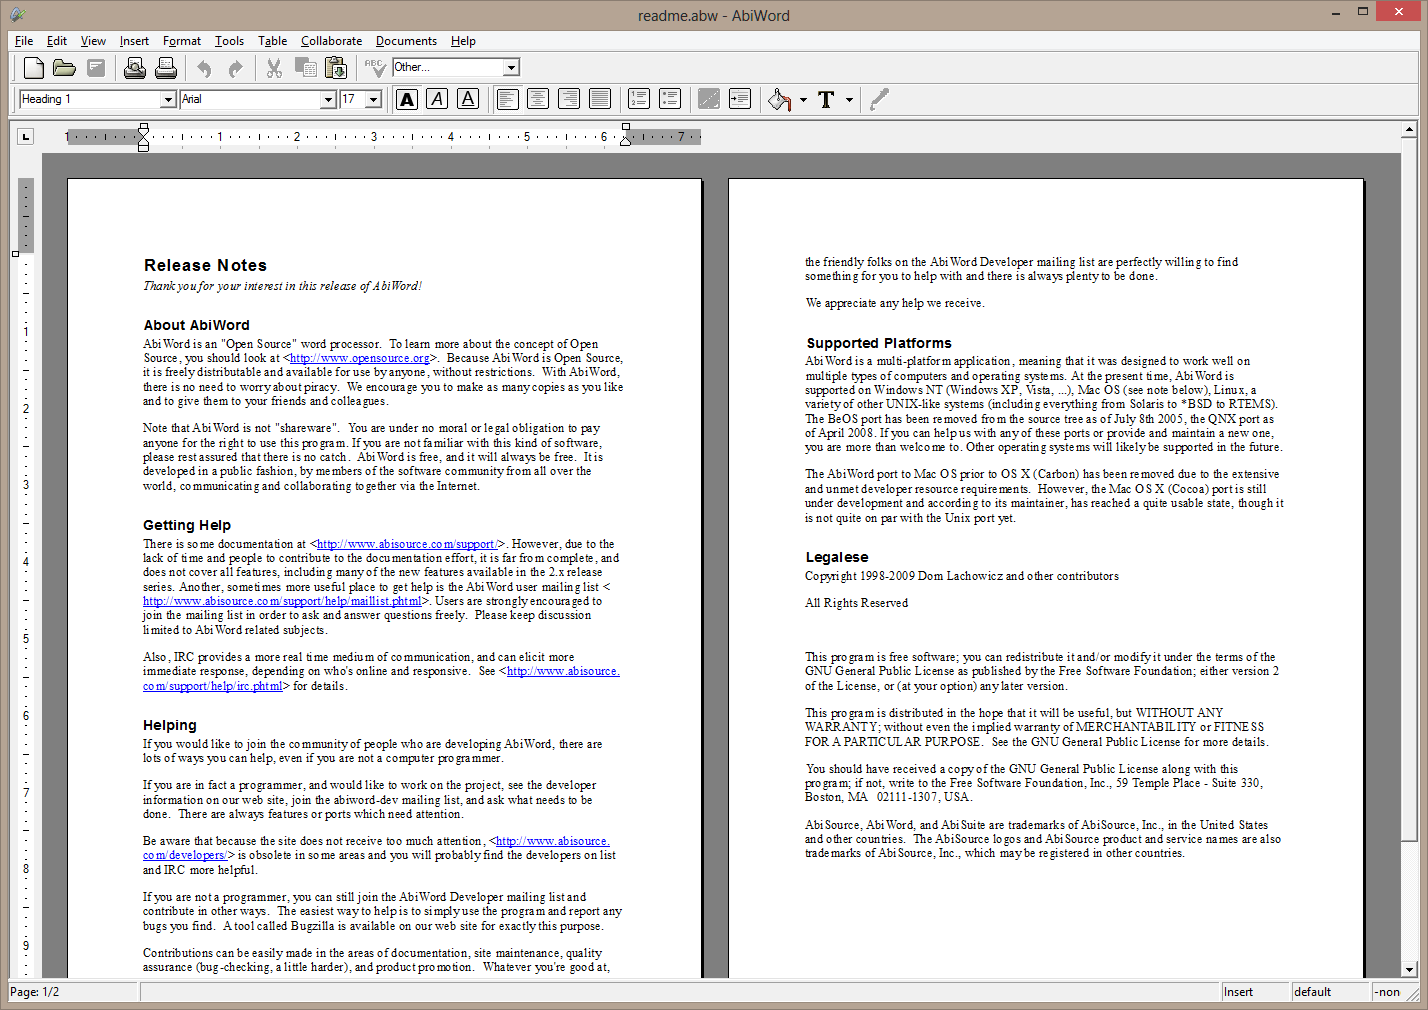 readme.abw - AbiWord
File Edit View Insert Format Tools Table Collaborate Documents Help
ABC Other...
Heading 1 Arial 17 A A A T
1 1 2 3 4 5 6 7
Release Notes
Thank you for your interest in this release of AbiWord!
About AbiWord
AbiWord is an "Open Source" word processor.  To learn more about the concept of Open
Source, you should look at <http://www.opensource.org>.  Because AbiWord is Open Source,
it is freely distributable and available for use by anyone, without restrictions.  With AbiWord,
there is no need to worry about piracy.  We encourage you to make as many copies as you like
and to give them to your friends and colleagues.
Note that AbiWord is not "shareware".  You are under no moral or legal obligation to pay
anyone for the right to use this program. If you are not familiar with this kind of software,
please rest assured that there is no catch.  AbiWord is free, and it will always be free.  It is
developed in a public fashion, by members of the software community from all over the
world, communicating and collaborating together via the Internet.
Getting Help
There is some documentation at <http://www.abisource.com/support/>. However, due to the
lack of time and people to contribute to the documentation effort, it is far from complete, and
does not cover all features, including many of the new features available in the 2.x release
series. Another, sometimes more useful place to get help is the AbiWord user mailing list <
http://www.abisource.com/support/help/maillist.phtml>. Users are strongly encouraged to
join the mailing list in order to ask and answer questions freely.  Please keep discussion
limited to AbiWord related subjects.
Also, IRC provides a more real time medium of communication, and can elicit more
immediate response, depending on who's online and responsive.  See <http://www.abisource.
com/support/help/irc.phtml> for details.
Helping
If you would like to join the community of people who are developing AbiWord, there are
lots of ways you can help, even if you are not a computer programmer.
If you are in fact a programmer, and would like to work on the project, see the developer
information on our web site, join the abiword-dev mailing list, and ask what needs to be
done.  There are always features or ports which need attention.
Be aware that because the site does not receive too much attention, <http://www.abisource.
com/developers/> is obsolete in some areas and you will probably find the developers on list
and IRC more helpful.
If you are not a programmer, you can still join the AbiWord Developer mailing list and
contribute in other ways.  The easiest way to help is to simply use the program and report any
bugs you find.  A tool called Bugzilla is available on our web site for exactly this purpose.
Contributions can be easily made in the areas of documentation, site maintenance, quality
assurance (bug-checking, a little harder), and product promotion.  Whatever you're good at,
the friendly folks on the AbiWord Developer mailing list are perfectly willing to find
something for you to help with and there is always plenty to be done.
We appreciate any help we receive.
Supported Platforms
AbiWord is a multi-platform application, meaning that it was designed to work well on
multiple types of computers and operating systems. At the present time, AbiWord is
supported on Windows NT (Windows XP, Vista, ...), Mac OS (see note below), Linux, a
variety of other UNIX-like systems (including everything from Solaris to *BSD to RTEMS).
The BeOS port has been removed from the source tree as of July 8th 2005, the QNX port as
of April 2008. If you can help us with any of these ports or provide and maintain a new one,
you are more than welcome to. Other operating systems will likely be supported in the future.
The AbiWord port to Mac OS prior to OS X (Carbon) has been removed due to the extensive
and unmet developer resource requirements.  However, the Mac OS X (Cocoa) port is still
under development and according to its maintainer, has reached a quite usable state, though it
is not quite on par with the Unix port yet.
Legalese
Copyright 1998-2009 Dom Lachowicz and other contributors
All Rights Reserved
This program is free software; you can redistribute it and/or modify it under the terms of the
GNU General Public License as published by the Free Software Foundation; either version 2
of the License, or (at your option) any later version.
This program is distributed in the hope that it will be useful, but WITHOUT ANY
WARRANTY; without even the implied warranty of MERCHANTABILITY or FITNESS
FOR A PARTICULAR PURPOSE.  See the GNU General Public License for more details.
You should have received a copy of the GNU General Public License along with this
program; if not, write to the Free Software Foundation, Inc., 59 Temple Place - Suite 330,
Boston, MA  02111-1307, USA.
AbiSource, AbiWord, and AbiSuite are trademarks of AbiSource, Inc., in the United States
and other countries.  The AbiSource logos and AbiSource product and service names are also
trademarks of AbiSource, Inc., which may be registered in other countries.
1
2
3
4
5
6
7
8
9
Page: 1/2 Insert default -non